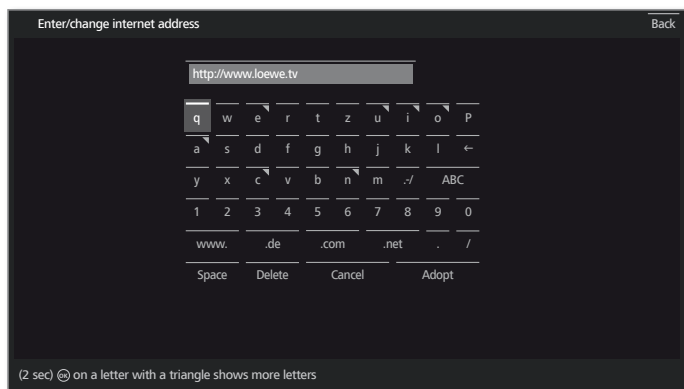 Enter/change internet address Back
http://www.loewe.tv
q w e r t z u i o P
a s d f g h j k l ←
y x c v b n m .-/ ABC
1 2 3 4 5 6 7 8 9 0
www. .de .com .net . /
Space Delete Cancel Adopt
(2 sec) OK on a letter with a triangle shows more letters